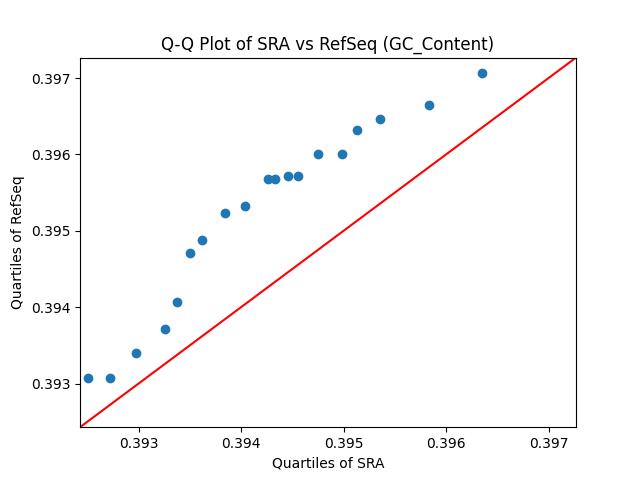 Q-Q Plot of SRA vs RefSeq (GC_Content)
0.397
0.396
0.395
0.394
0.393
Quartiles of RefSeq
0.393 0.394 0.395 0.396 0.397
Quartiles of SRA